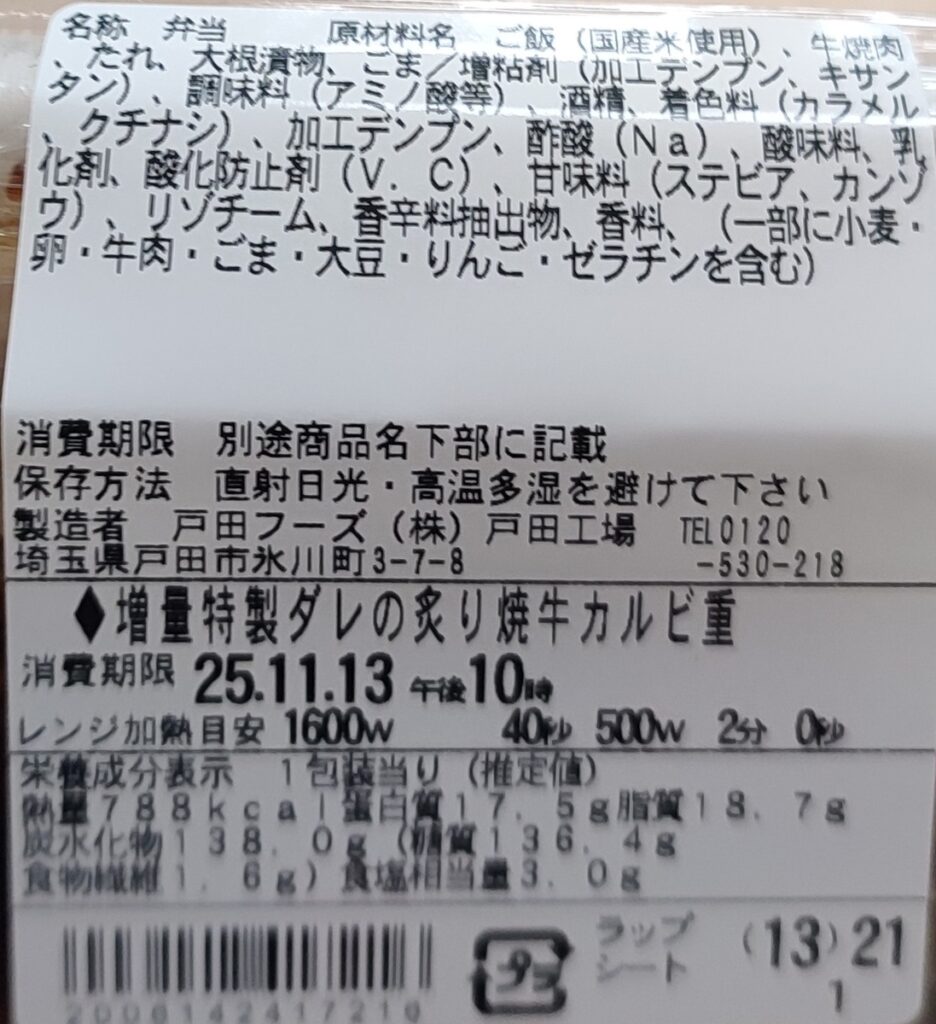 名称 弁当 原材料名 ご飯（国産米使用）、牛焼肉
、たれ、大根漬物、ごま／増粘剤（加工デンプン、キサン
タン）、調味料（アミノ酸等）、酒精、着色料（カラメル
、クチナシ）、加工デンプン、酢酸（Ｎａ）、酸味料、乳
化剤、酸化防止剤（Ｖ．Ｃ）、甘味料（ステビア、カンゾ
ウ）、リゾチーム、香辛料抽出物、香料、（一部に小麦・
卵・牛肉・ごま・大豆・りんご・ゼラチンを含む）
消費期限 別途商品名下部に記載
保存方法 直射日光・高温多湿を避けて下さい
製造者 戸田フーズ（株）戸田工場 TEL0120
埼玉県戸田市氷川町3-7-8 -530-218
◆増量特製ダレの炙り焼牛カルビ重
消費期限 25.11.13 午後10時
レンジ加熱目安 1600W 40秒 500W 2分 0秒
栄養成分表示 １包装当り（推定値）
熱量７８８ｋｃａｌ蛋白質１７．５ｇ脂質１８．７ｇ
炭水化物１３８．０ｇ（糖質１３６．４ｇ
食物繊維１．６ｇ）食塩相当量３．０ｇ
プラ ラップ (13) 21
シート 1
2006142417210